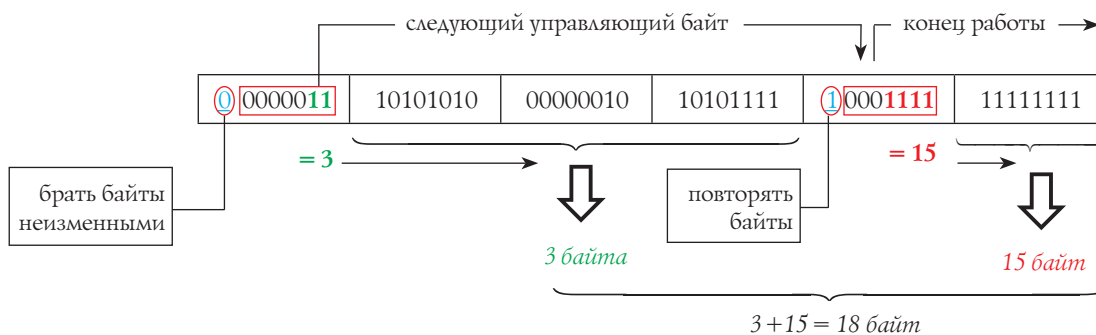 следующий управляющий байт конец работы
0 0000011 10101010 00000010 10101111 1 0001111 11111111
= 3 = 15
брать байты
неизменными
повторять
байты
3 байта 15 байт
3+15 = 18 байт